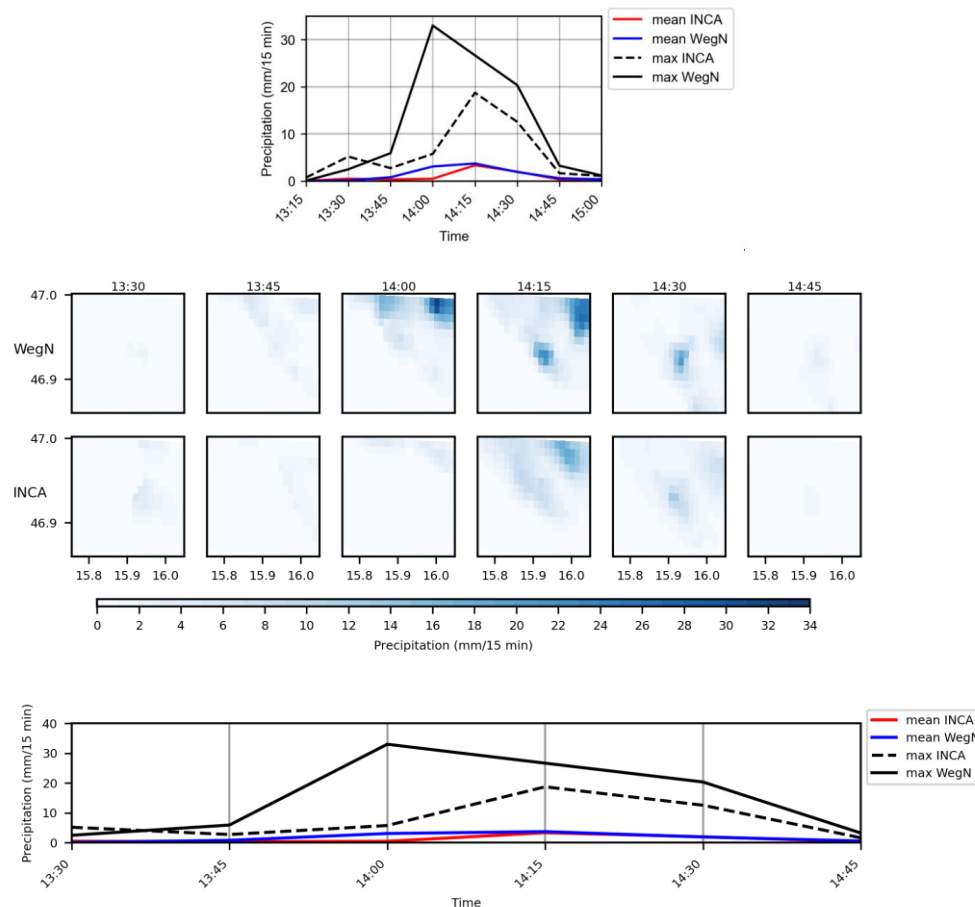 Precipitation (mm/15 min)
30
20
10
0
13:15 13:30 13:45 14:00 14:15 14:30 14:45 15:00
Time
mean INCA
mean WegN
max INCA
max WegN
13:30 13:45 14:00 14:15 14:30 14:45
47.0
WegN
46.9
47.0
INCA
46.9
15.8 15.9 16.0 15.8 15.9 16.0 15.8 15.9 16.0 15.8 15.9 16.0 15.8 15.9 16.0 15.8 15.9 16.0
0 2 4 6 8 10 12 14 16 18 20 22 24 26 28 30 32 34
Precipitation (mm/15 min)
Precipitation (mm/15 min)
40
30
20
10
0
13:30 13:45 14:00 14:15 14:30 14:45
Time
mean INCA
mean WegN
max INCA
max WegN